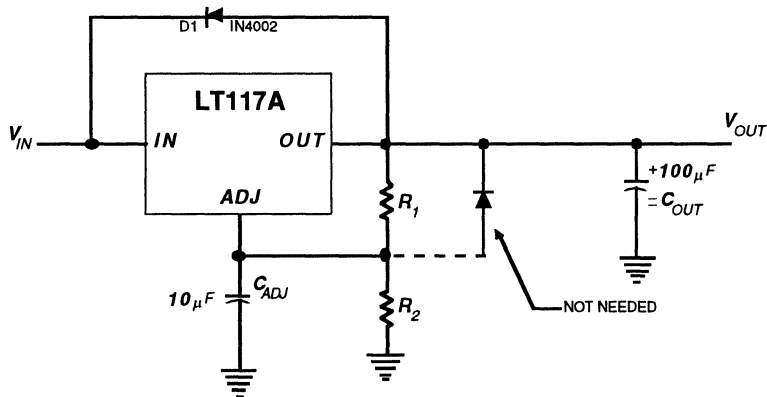 D1 IN4002
LT117A
V_IN
IN
OUT
V_OUT
ADJ
R_1
+100μF
C_OUT
10μF
C_ADJ
R_2
NOT NEEDED